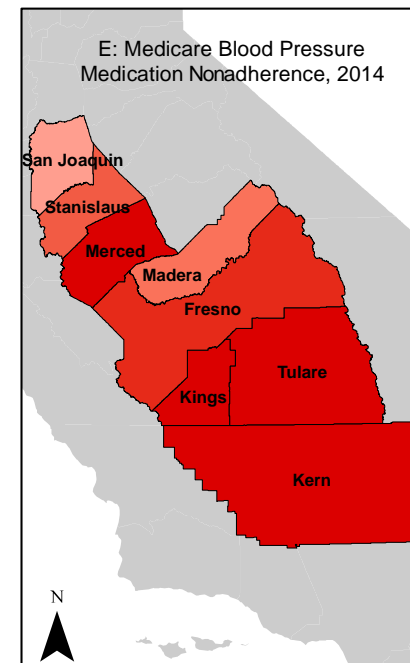 E: Medicare Blood Pressure
Medication Nonadherence, 2014
San Joaquin
Stanislaus
Merced
Madera
Fresno
Tulare
Kings
Kern
N